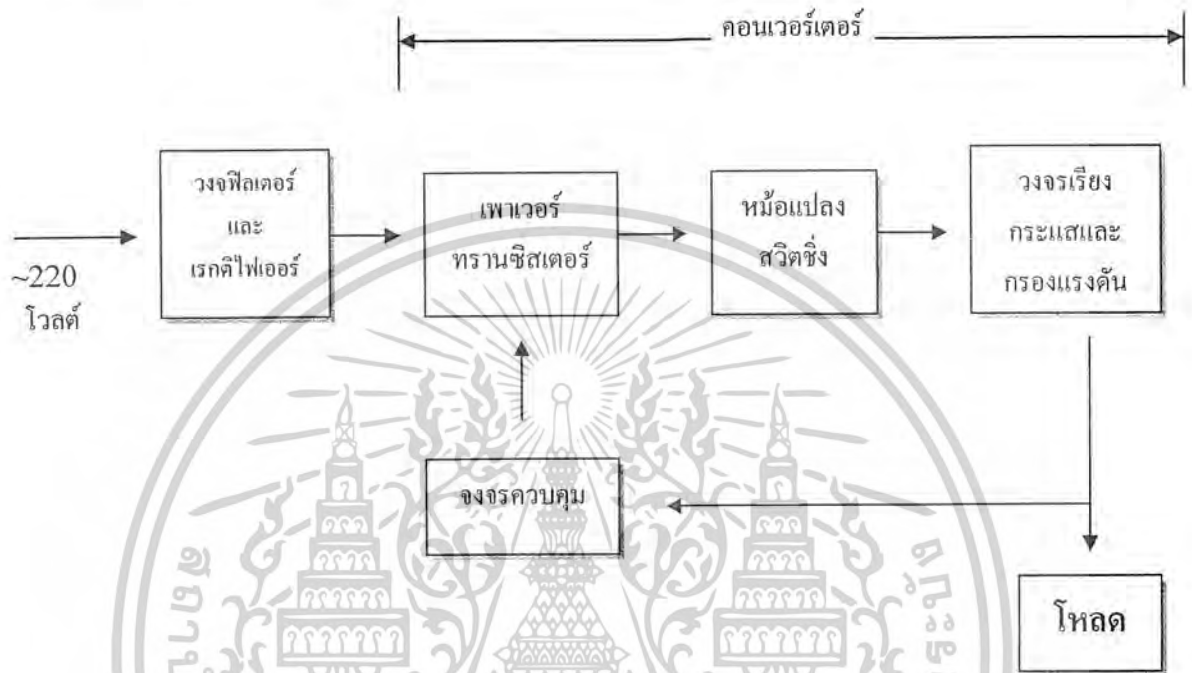 คอนเวอร์เตอร์
~220
โวลต์
วงจฟิลเตอร์
และ
เรกติไฟเออร์
เพาเวอร์
ทรานซิสเตอร์
หม้อแปลง
สวิตชิ่ง
วงจรเรียง
กระแสและ
กรองแรงดัน
จงจรควบคุม
โหลด